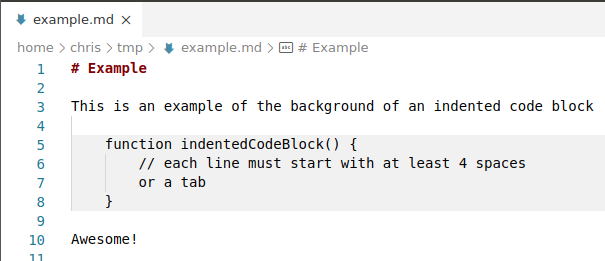 example.md ×
home > chris > tmp > example.md > abc # Example
1 # Example
2
3 This is an example of the background of an indented code block
4
5     function indentedCodeBlock() {
6         // each line must start with at least 4 spaces
7         or a tab
8     }
9
10 Awesome!
11